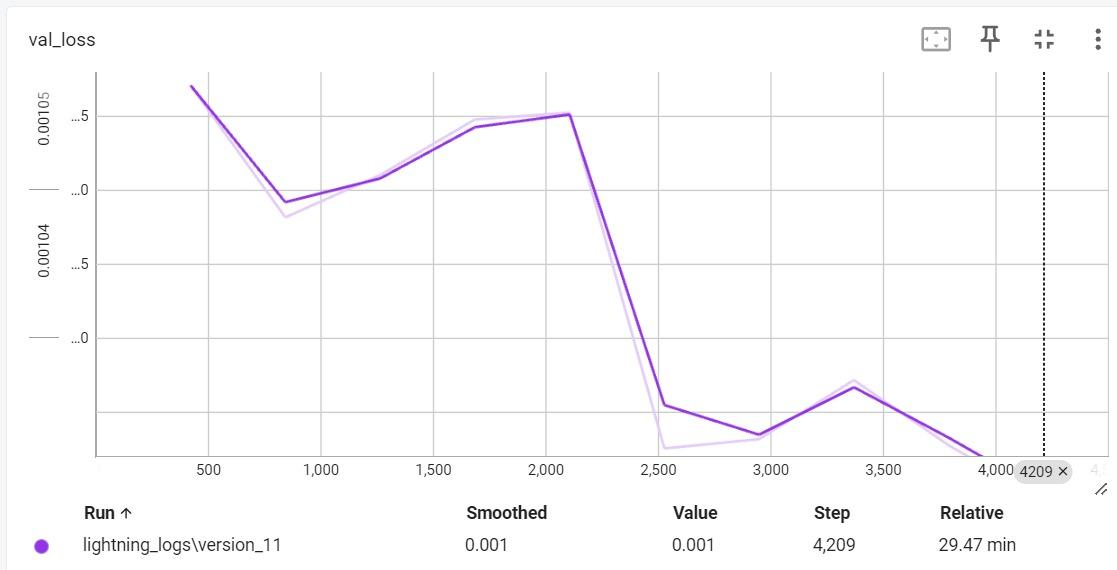 val_loss
0.00105
...5
...0
0.00104
...5
...0
500 1,000 1,500 2,000 2,500 3,000 3,500 4,000 4209 ✕ 4,5
Run ↑ Smoothed Value Step Relative
lightning_logs\version_11 0.001 0.001 4,209 29.47 min